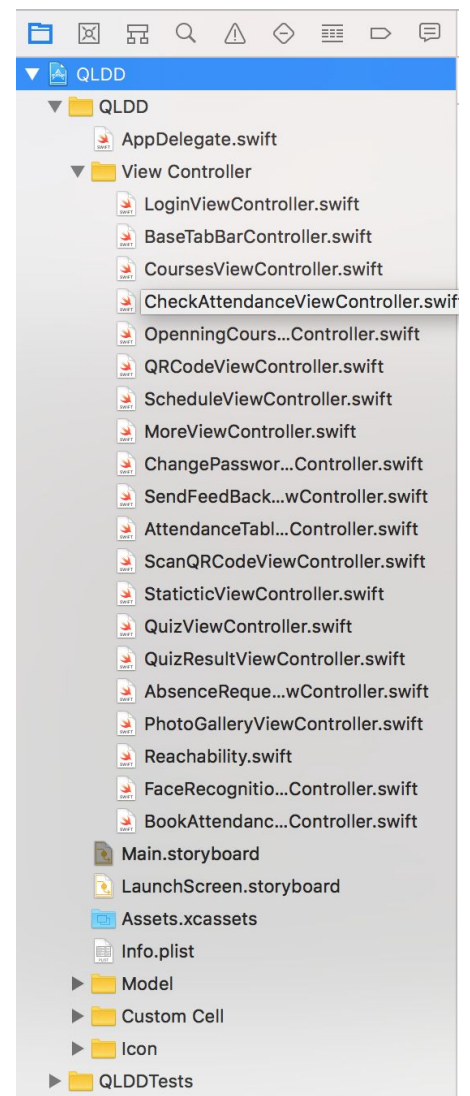 QLDD
QLDD
AppDelegate.swift
View Controller
LoginViewController.swift
BaseTabBarController.swift
CoursesViewController.swift
CheckAttendanceViewController.swif
OpenningCours...Controller.swift
QRCodeViewController.swift
ScheduleViewController.swift
MoreViewController.swift
ChangePasswor...Controller.swift
SendFeedBack...wController.swift
AttendanceTabl...Controller.swift
ScanQRCodeViewController.swift
StaticticViewController.swift
QuizViewController.swift
QuizResultViewController.swift
AbsenceReque...wController.swift
PhotoGalleryViewController.swift
Reachability.swift
FaceRecognitio...Controller.swift
BookAttendanc...Controller.swift
Main.storyboard
LaunchScreen.storyboard
Assets.xcassets
Info.plist
Model
Custom Cell
Icon
QLDDTests